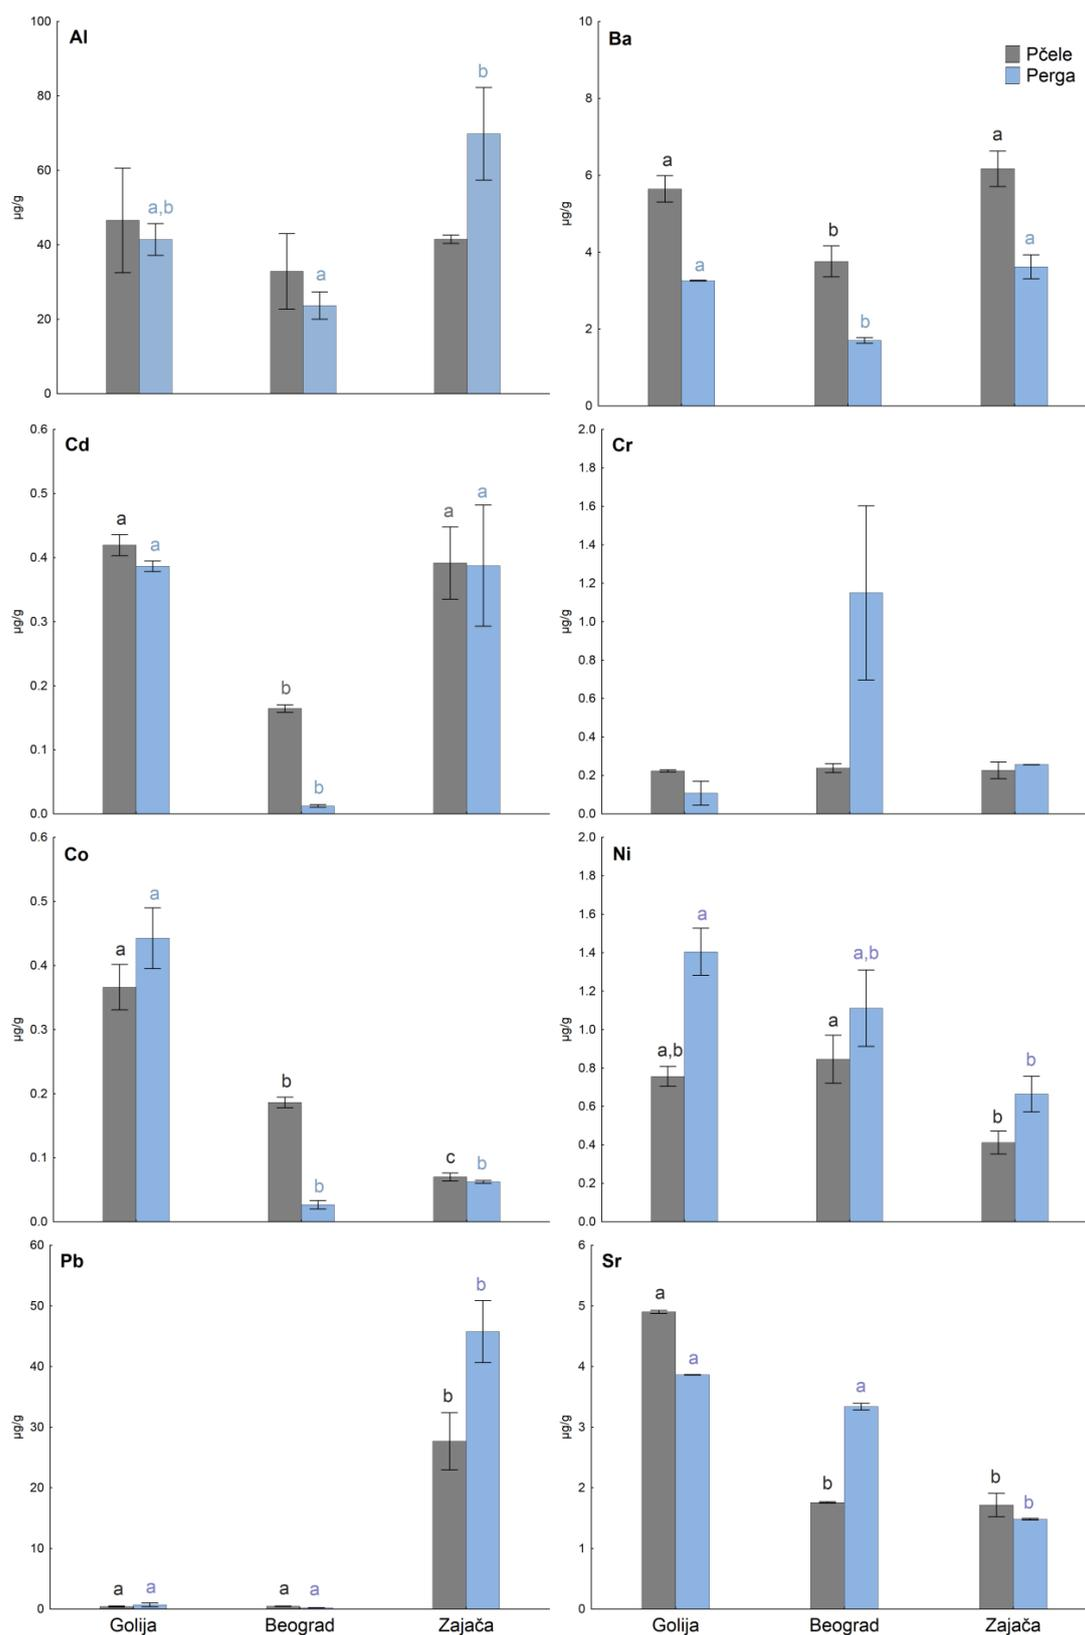 Al
100
80
60
40
20
0
µg/g
a,b
a
b
Ba
10
8
6
4
2
0
µg/g
a
a
b
b
a
a
Pčele
Perga
Cd
0.6
0.5
0.4
0.3
0.2
0.1
0.0
µg/g
a
a
b
b
a
a
Cr
2.0
1.8
1.6
1.4
1.2
1.0
0.8
0.6
0.4
0.2
0.0
µg/g
Co
0.6
0.5
0.4
0.3
0.2
0.1
0.0
µg/g
a
a
b
b
c
b
Ni
2.0
1.8
1.6
1.4
1.2
1.0
0.8
0.6
0.4
0.2
0.0
µg/g
a,b
a
a
a,b
b
b
Pb
60
50
40
30
20
10
0
µg/g
a
a
a
a
b
b
Golija
Beograd
Zajača
Sr
6
5
4
3
2
1
0
µg/g
a
a
b
a
b
b
Golija
Beograd
Zajača